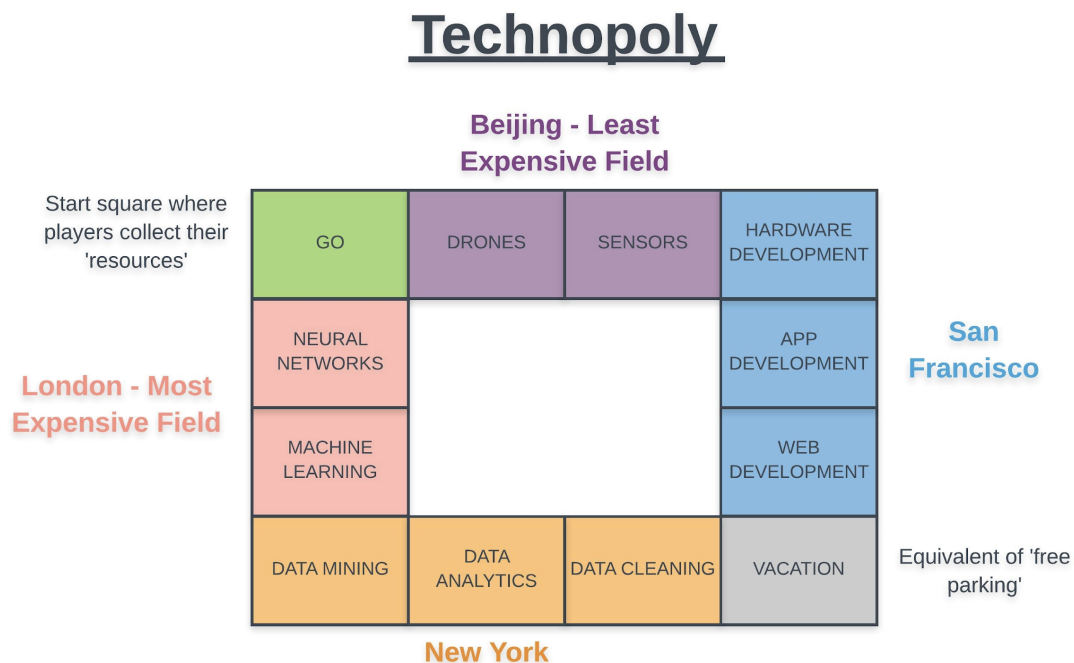 Technopoly
Beijing - Least
Expensive Field
Start square where
players collect their
'resources'
GO
DRONES
SENSORS
HARDWARE
DEVELOPMENT
NEURAL
NETWORKS
APP
DEVELOPMENT
San
Francisco
London - Most
Expensive Field
MACHINE
LEARNING
WEB
DEVELOPMENT
DATA MINING
DATA
ANALYTICS
DATA CLEANING
VACATION
Equivalent of 'free
parking'
New York